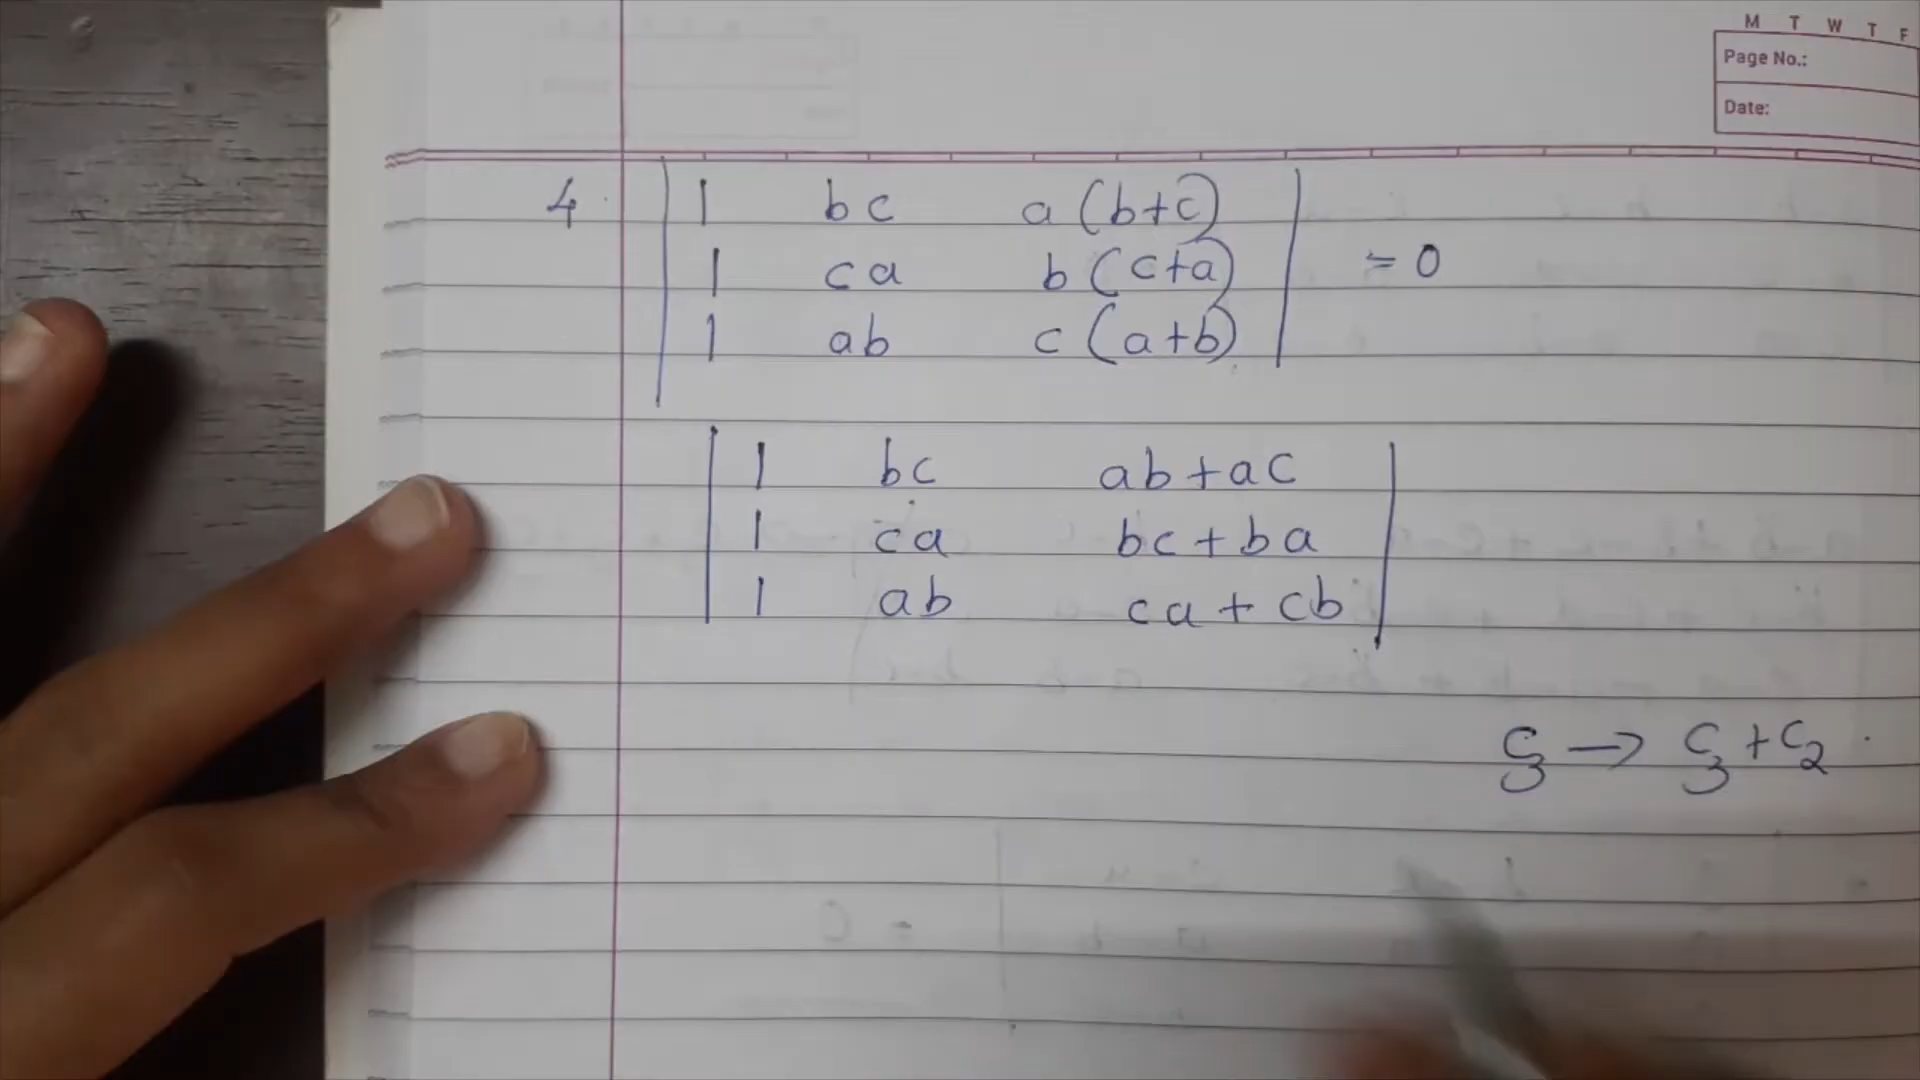 M T W T F
Page No.:
Date:
4. | 1 bc a(b+c) |
| 1 ca b(c+a) | = 0
| 1 ab c(a+b) |
| 1 bc ab+ac |
| 1 ca bc+ba |
| 1 ab ca+cb |
C3 → C3+C2